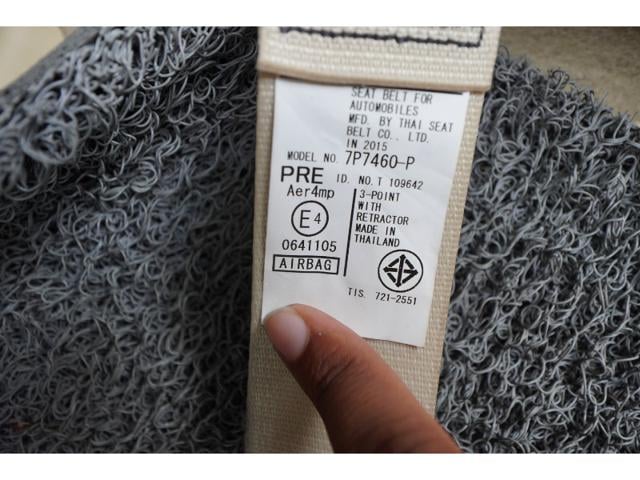 SEAT BELT FOR
AUTOMOBILES
MFD. BY THAI SEAT
BELT CO., LTD.
IN 2015
MODEL NO. 7P7460-P
PRE ID. NO.T 109642
Aer4mp
E4
0641105
AIRBAG
3-POINT
WITH
RETRACTOR
MADE IN
THAILAND
TIS. 721-2551